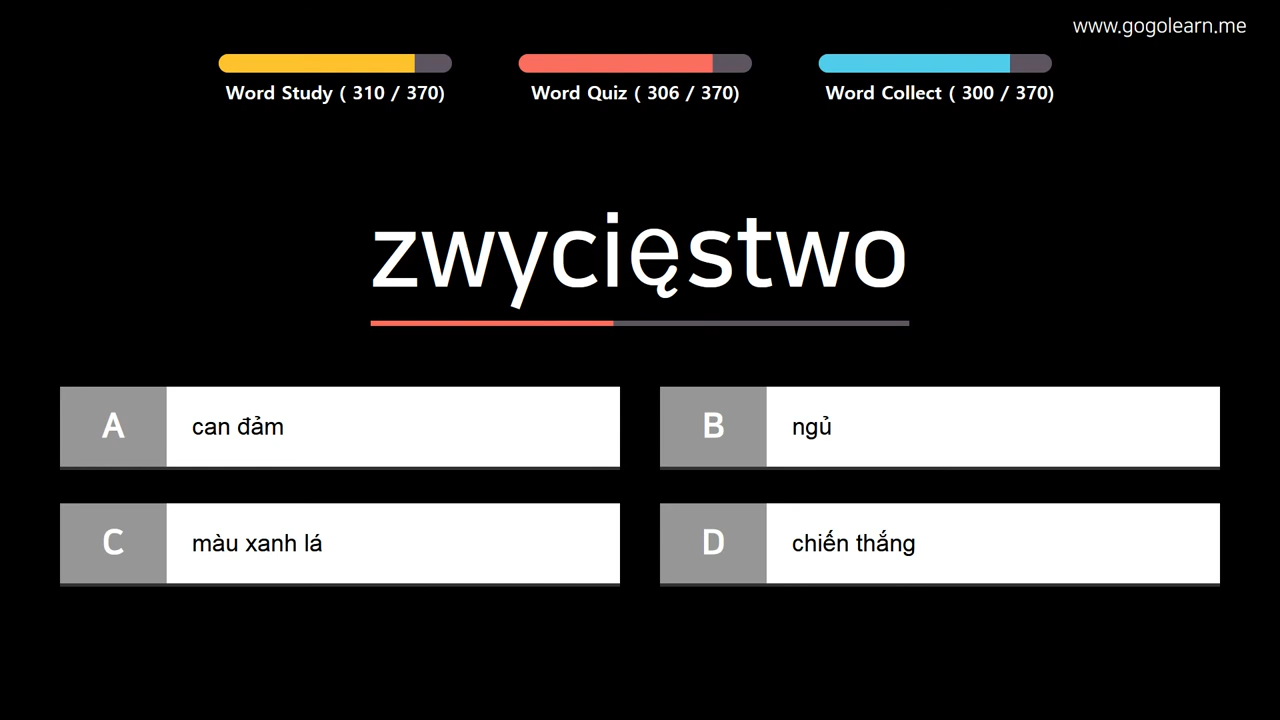 www.gogolearn.me
Word Study ( 310 / 370)
Word Quiz ( 306 / 370)
Word Collect ( 300 / 370)
zwycięstwo
A can đảm
B ngủ
C màu xanh lá
D chiến thắng